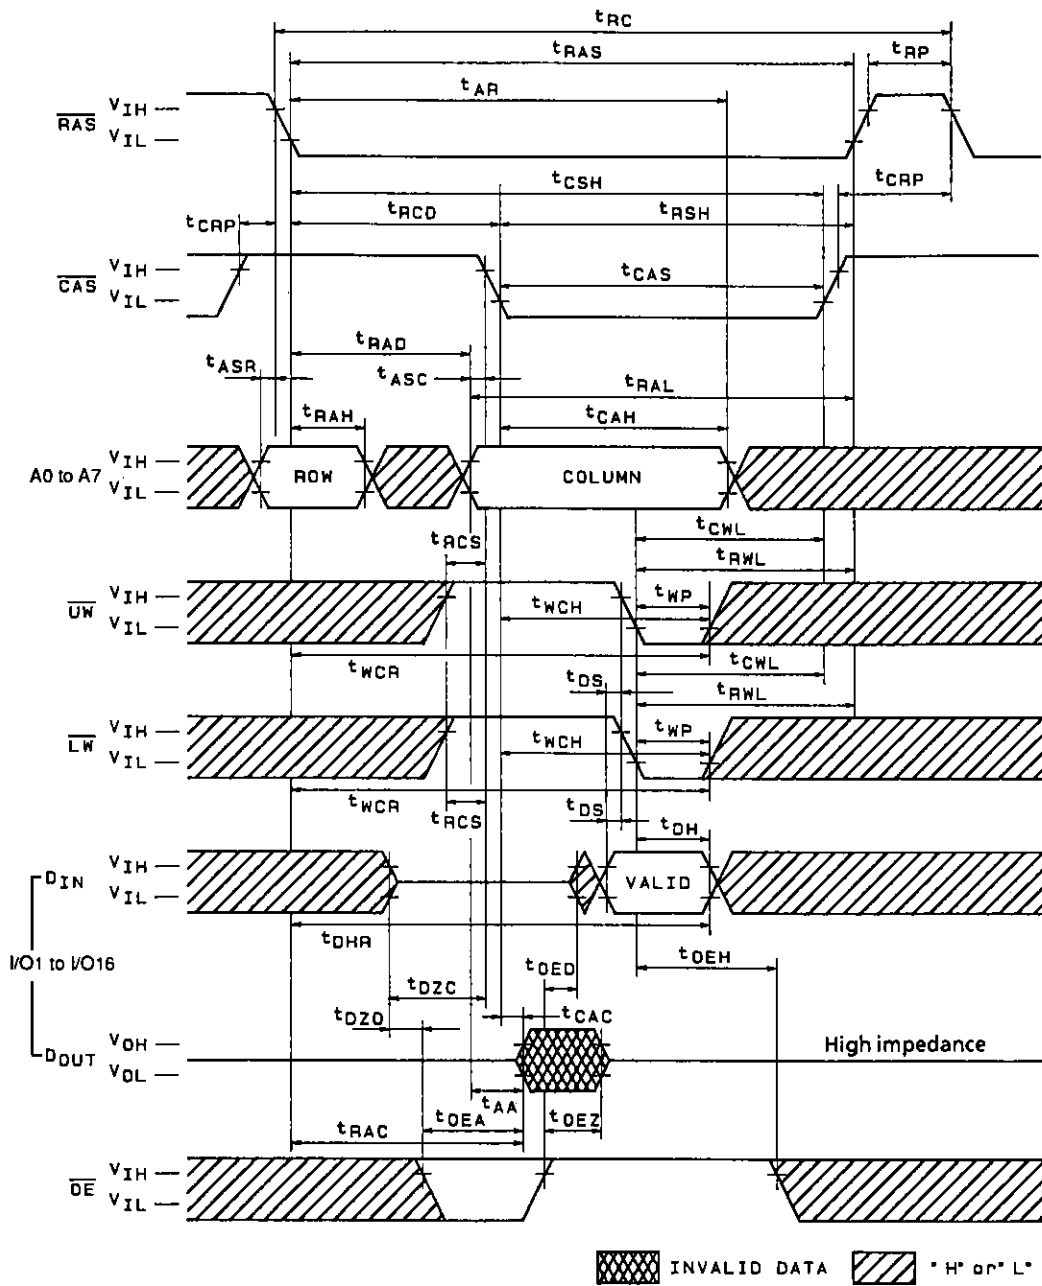 tRC
tRAS
tRP
tAR
RAS
VIH
VIL
tCSH
tCRP
tCRP
tRCD
tRSH
CAS
VIH
VIL
tCAS
tRAD
tASR
tASC
tRAL
tRAH
tCAH
A0 to A7
VIH
VIL
ROW
COLUMN
tCWL
tRCS
tRWL
UW
VIH
VIL
tWP
tWCH
tWCR
tCWL
tDS
tRWL
LW
VIH
VIL
tWP
tWCH
tWCR
tRCS
tDS
tDH
DIN
VIH
VIL
VALID
tDHR
I/O1 to I/O16
tOED
tOEH
tDZC
tDZO
tCAC
DOUT
VOH
VOL
High impedance
tAA
tOEA
tOEZ
tRAC
OE
VIH
VIL
INVALID DATA
"H" or "L"